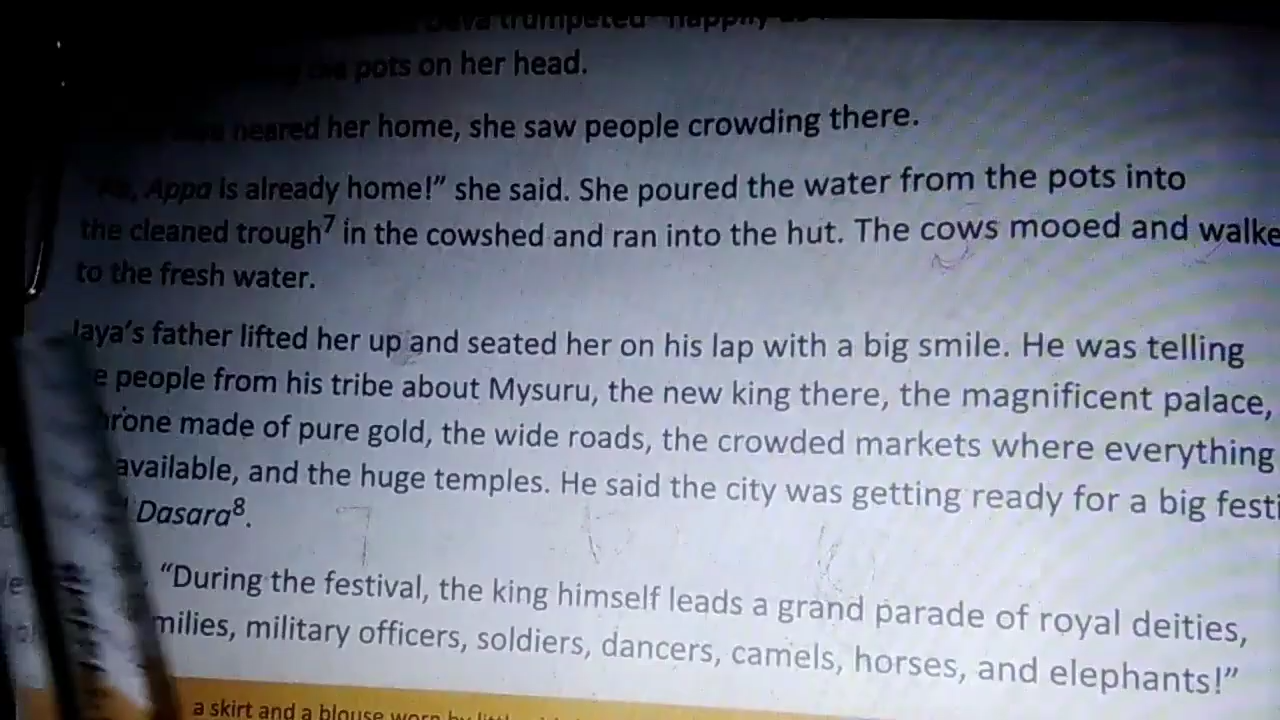 trumpeted happily
pots on her head.
neared her home, she saw people crowding there.
Appa is already home!” she said. She poured the water from the pots into
the cleaned trough7 in the cowshed and ran into the hut. The cows mooed and walke
to the fresh water.
Jaya’s father lifted her up and seated her on his lap with a big smile. He was telling
e people from his tribe about Mysuru, the new king there, the magnificent palace,
hrone made of pure gold, the wide roads, the crowded markets where everything
available, and the huge temples. He said the city was getting ready for a big festi
Dasara8.
“During the festival, the king himself leads a grand parade of royal deities,
milies, military officers, soldiers, dancers, camels, horses, and elephants!”
a skirt and a blouse worn by